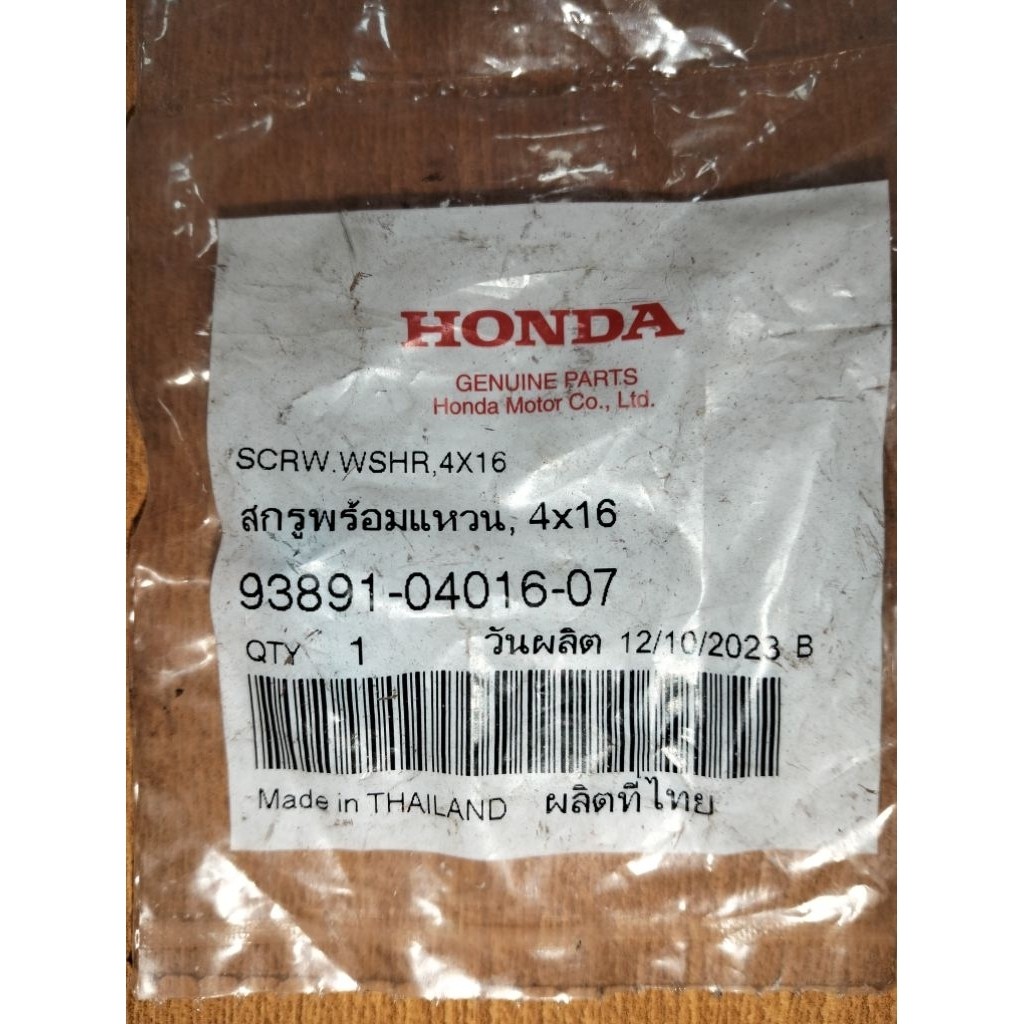 HONDA
GENUINE PARTS
Honda Motor Co., Ltd.
SCRW.WSHR,4X16
สกรูพร้อมแหวน, 4x16
93891-04016-07
QTY 1 วันผลิต 12/10/2023 B
Made in THAILAND ผลิตที่ไทย